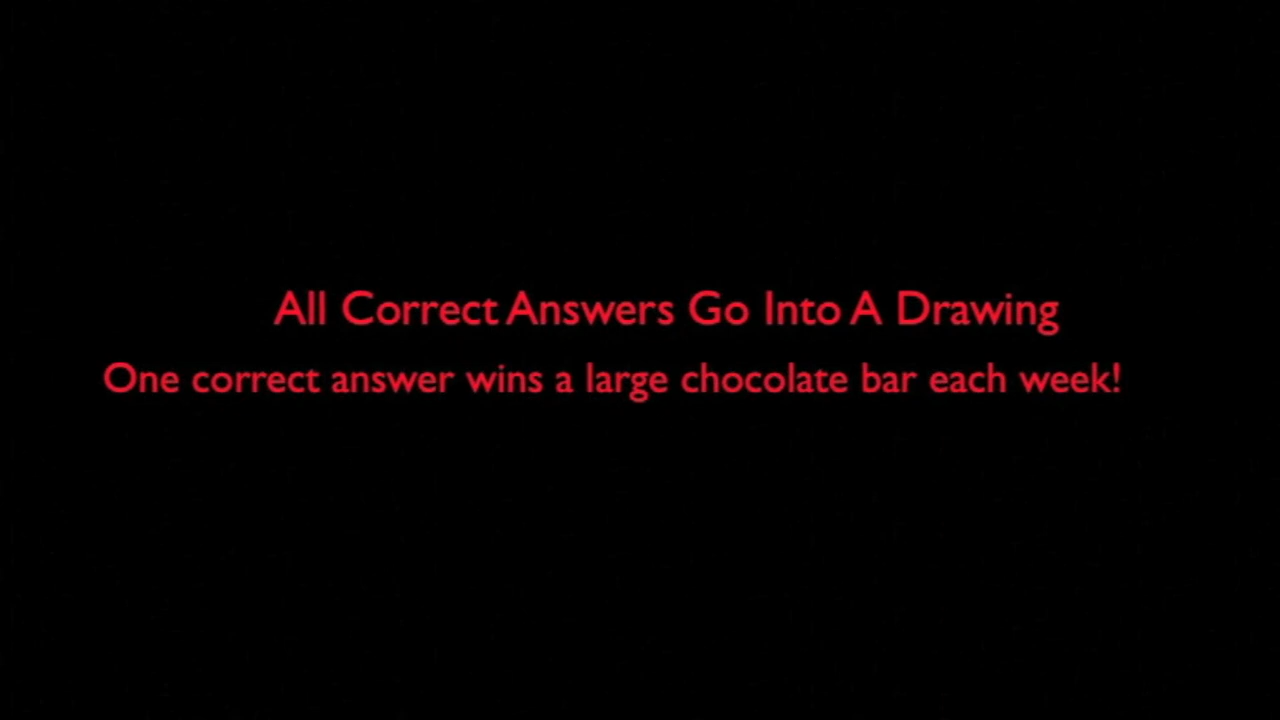 All Correct Answers Go Into A Drawing
One correct answer wins a large chocolate bar each week!